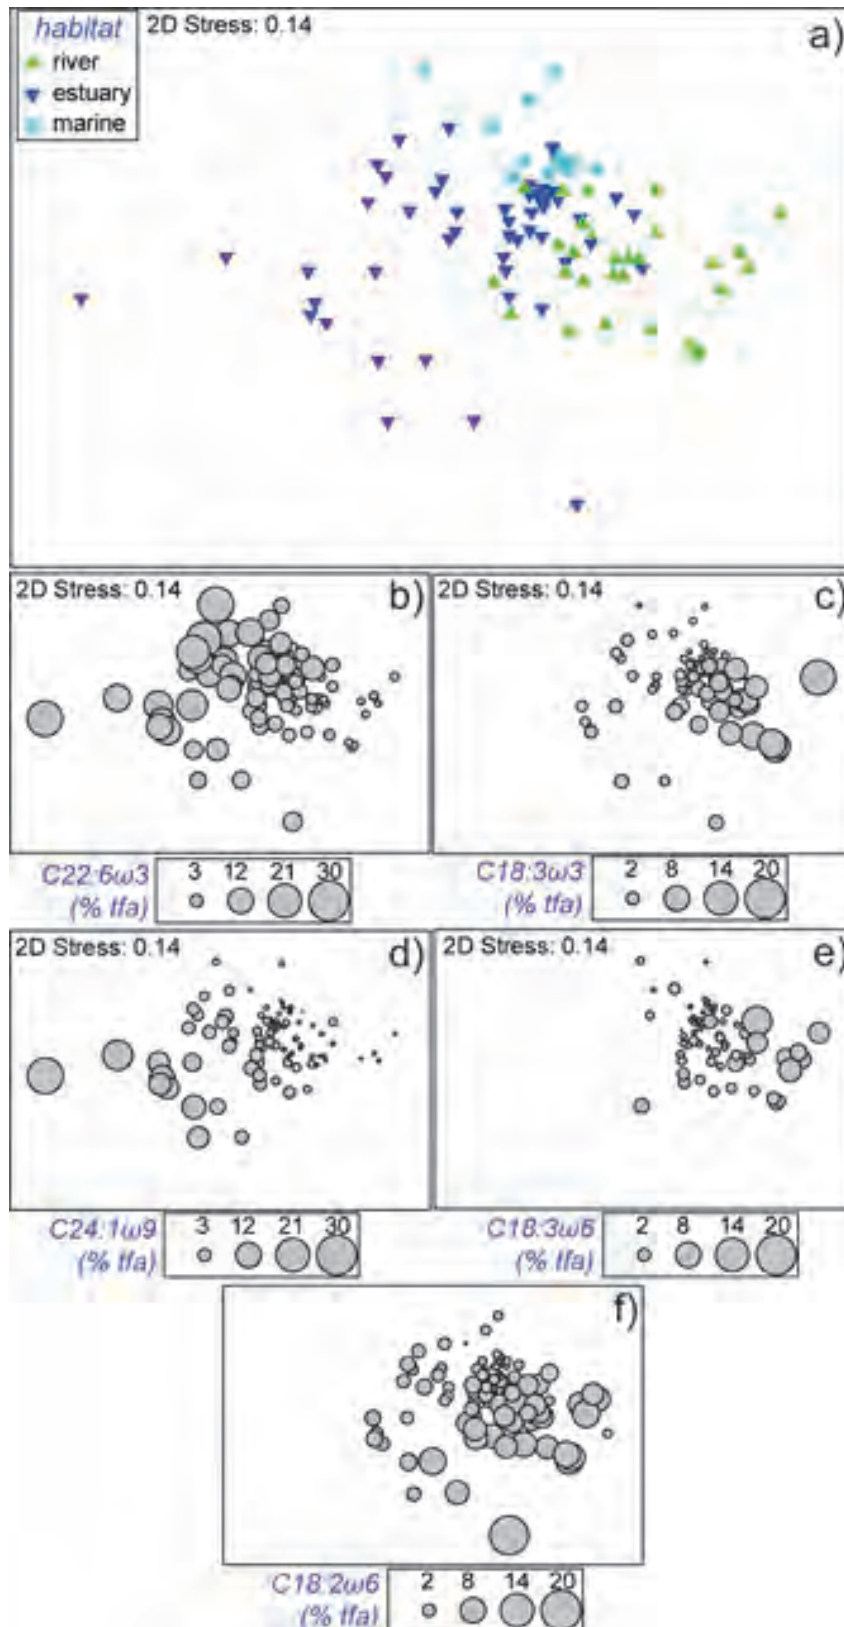 habitat 2D Stress: 0.14 a)
river
estuary
marine
2D Stress: 0.14 b)
2D Stress: 0.14 c)
C22:6ω3 3 12 21 30
(% tfa)
C18:3ω3 2 8 14 20
(% tfa)
2D Stress: 0.14 d)
2D Stress: 0.14 e)
C24:1ω9 3 12 21 30
(% tfa)
C18:3ω6 2 8 14 20
(% tfa)
f)
C18:2ω6 2 8 14 20
(% tfa)